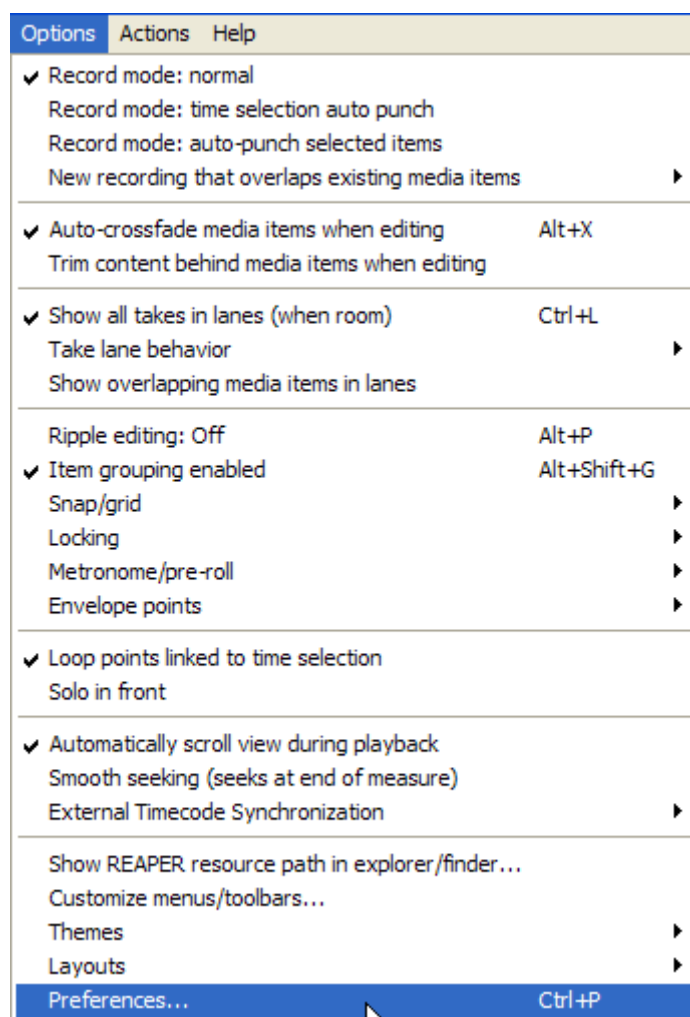 Options Actions Help
Record mode: normal
Record mode: time selection auto punch
Record mode: auto-punch selected items
New recording that overlaps existing media items
Auto-crossfade media items when editing Alt+X
Trim content behind media items when editing
Show all takes in lanes (when room) Ctrl+L
Take lane behavior
Show overlapping media items in lanes
Ripple editing: Off Alt+P
Item grouping enabled Alt+Shift+G
Snap/grid
Locking
Metronome/pre-roll
Envelope points
Loop points linked to time selection
Solo in front
Automatically scroll view during playback
Smooth seeking (seeks at end of measure)
External Timecode Synchronization
Show REAPER resource path in explorer/finder...
Customize menus/toolbars...
Themes
Layouts
Preferences... Ctrl+P